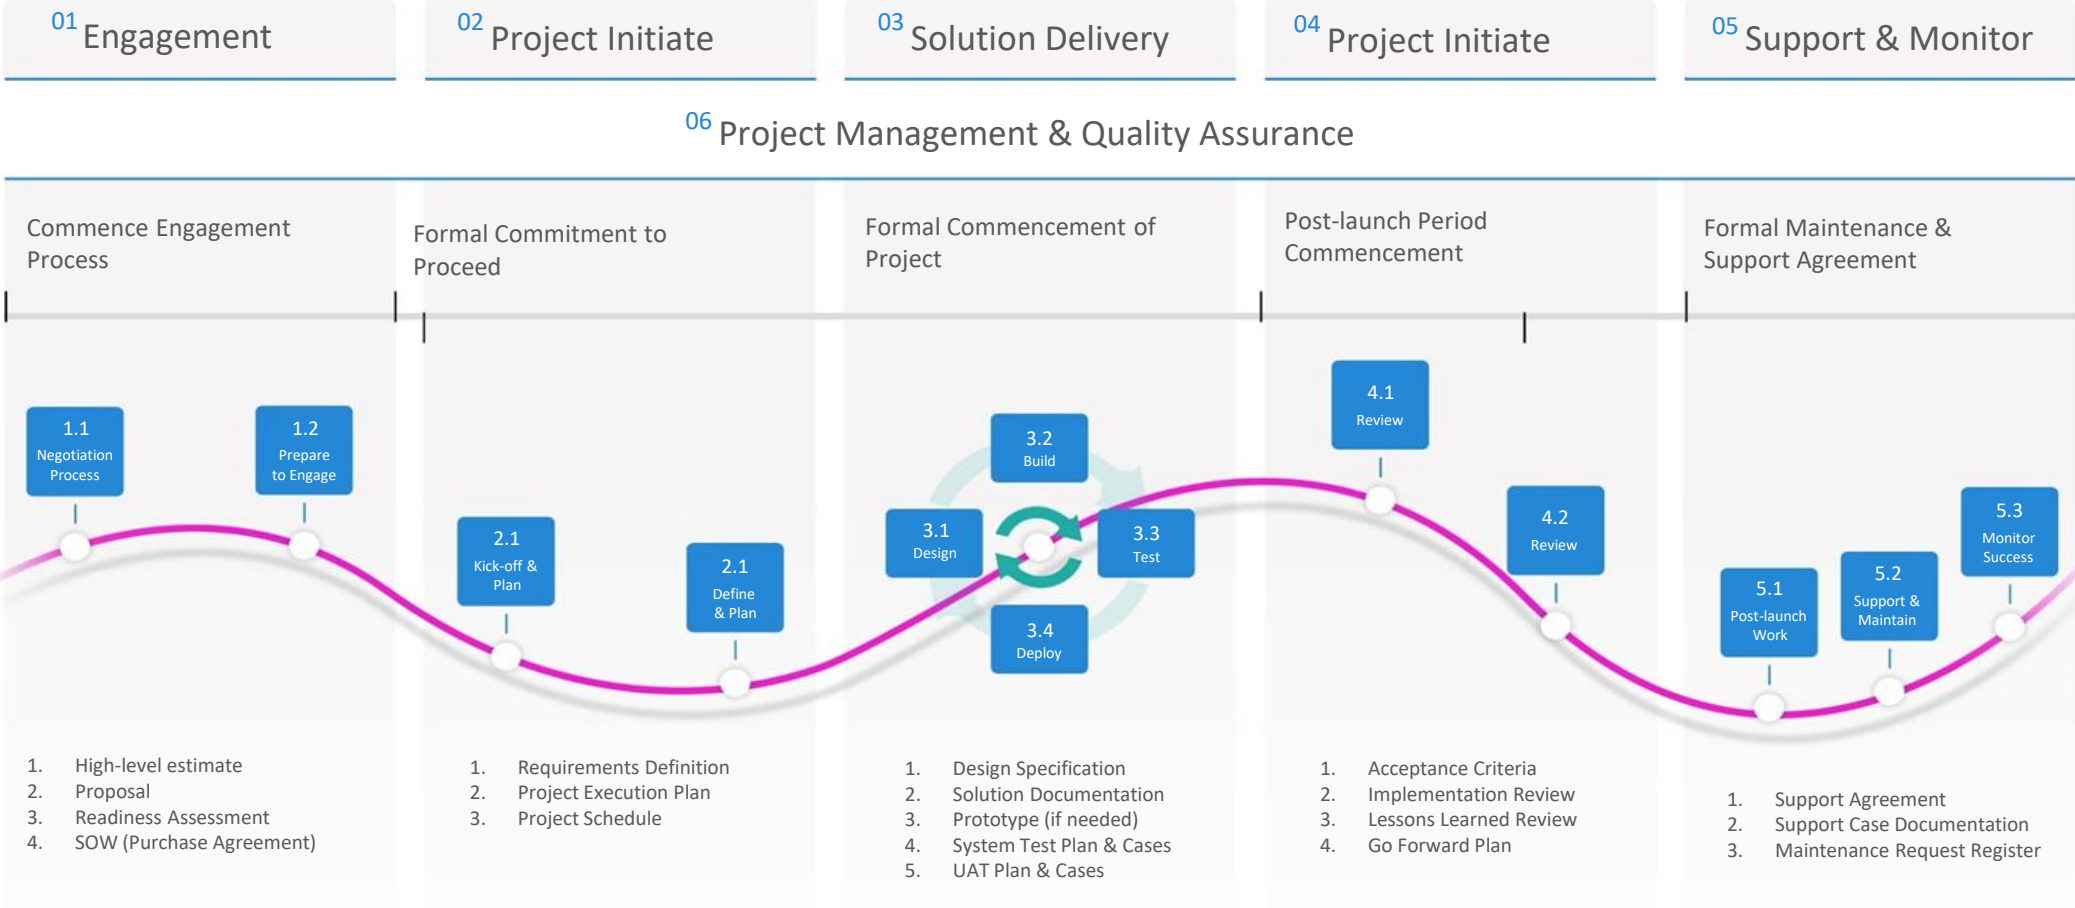 01 Engagement
02 Project Initiate
03 Solution Delivery
04 Project Initiate
05 Support & Monitor
06 Project Management & Quality Assurance
Commence Engagement
Process
Formal Commitment to
Proceed
Formal Commencement of
Project
Post-launch Period
Commencement
Formal Maintenance &
Support Agreement
1.1
Negotiation
Process
1.2
Prepare
to Engage
2.1
Kick-off &
Plan
2.1
Define
& Plan
3.1
Design
3.2
Build
3.3
Test
3.4
Deploy
4.1
Review
4.2
Review
5.1
Post-launch
Work
5.2
Support &
Maintain
5.3
Monitor
Success
1. High-level estimate
2. Proposal
3. Readiness Assessment
4. SOW (Purchase Agreement)
1. Requirements Definition
2. Project Execution Plan
3. Project Schedule
1. Design Specification
2. Solution Documentation
3. Prototype (if needed)
4. System Test Plan & Cases
5. UAT Plan & Cases
1. Acceptance Criteria
2. Implementation Review
3. Lessons Learned Review
4. Go Forward Plan
1. Support Agreement
2. Support Case Documentation
3. Maintenance Request Register